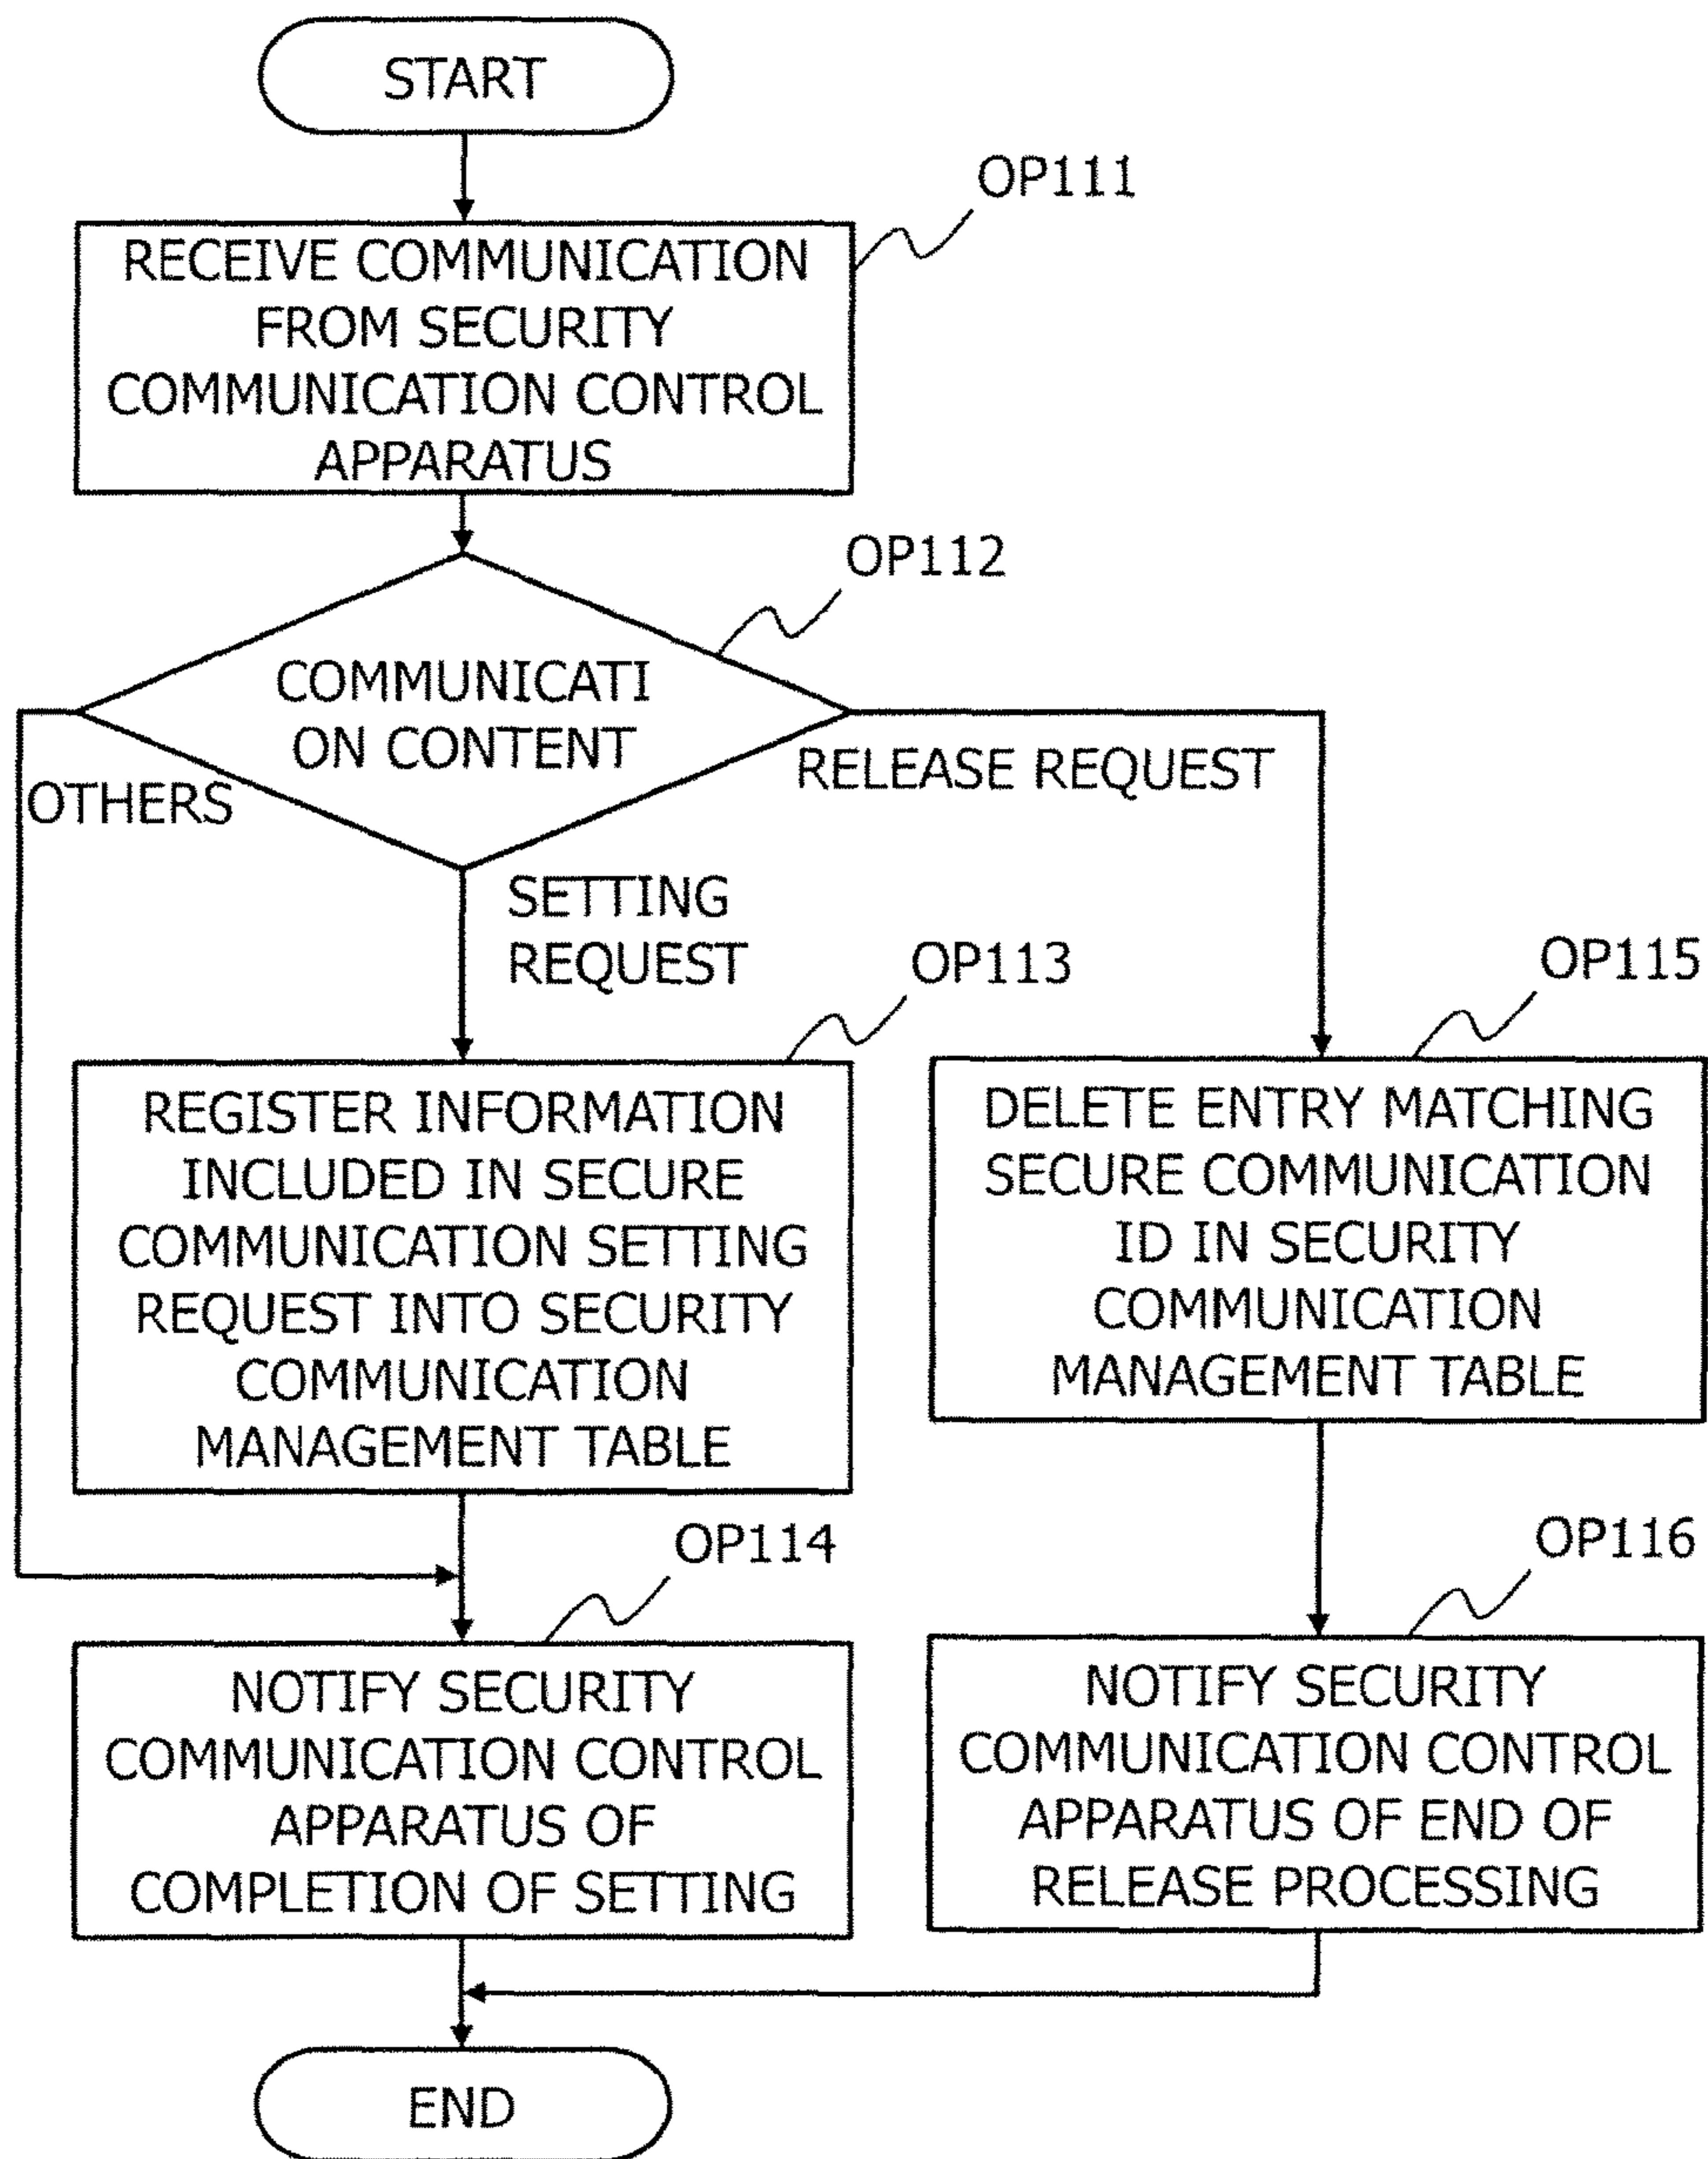 START
OP111
RECEIVE COMMUNICATION
FROM SECURITY
COMMUNICATION CONTROL
APPARATUS
OP112
COMMUNICATI
ON CONTENT
OTHERS
RELEASE REQUEST
SETTING
REQUEST
OP113
REGISTER INFORMATION
INCLUDED IN SECURE
COMMUNICATION SETTING
REQUEST INTO SECURITY
COMMUNICATION
MANAGEMENT TABLE
OP115
DELETE ENTRY MATCHING
SECURE COMMUNICATION
ID IN SECURITY
COMMUNICATION
MANAGEMENT TABLE
OP114
NOTIFY SECURITY
COMMUNICATION CONTROL
APPARATUS OF
COMPLETION OF SETTING
OP116
NOTIFY SECURITY
COMMUNICATION CONTROL
APPARATUS OF END OF
RELEASE PROCESSING
END